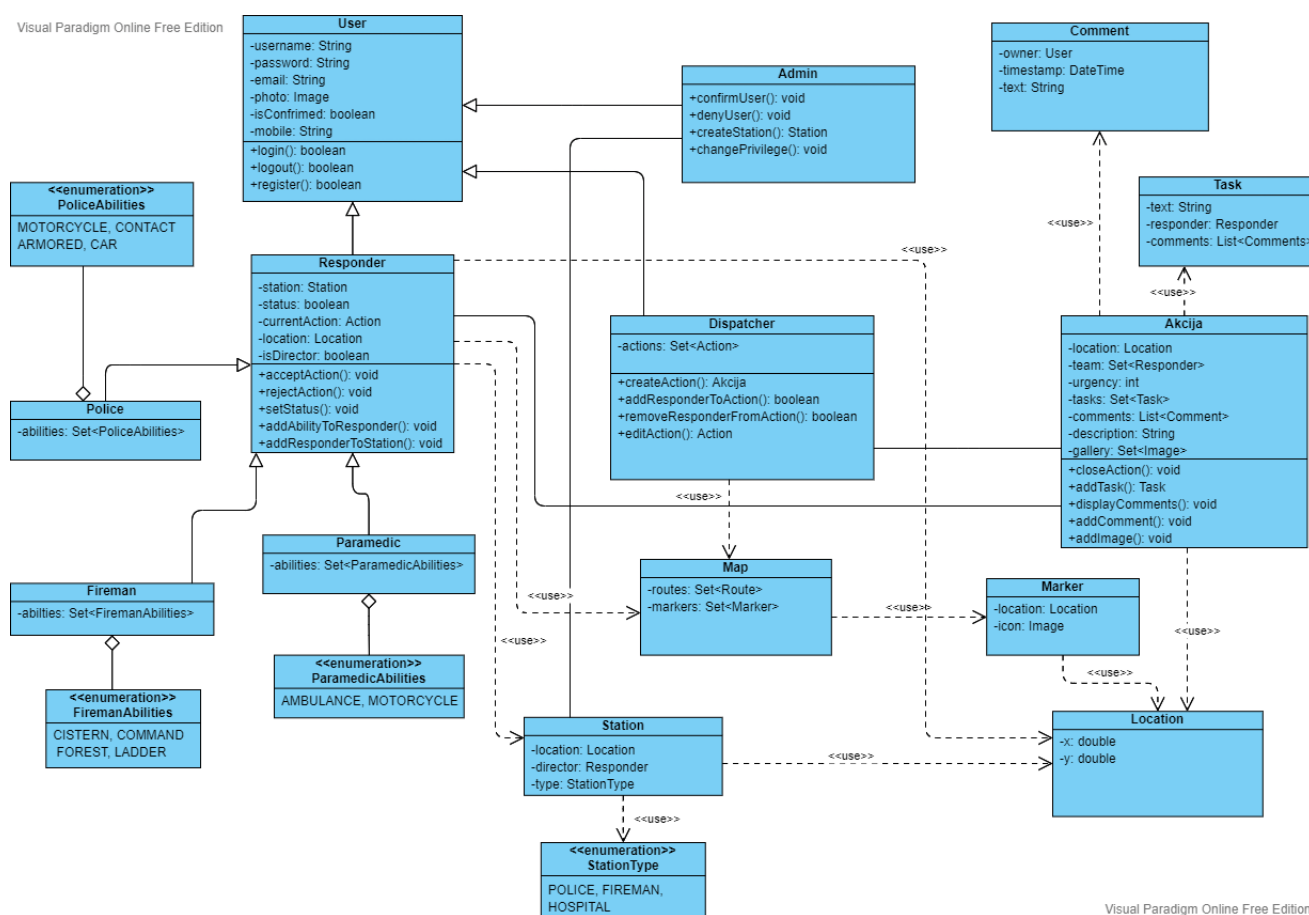 Visual Paradigm Online Free Edition
User
-username: String
-password: String
-email: String
-photo: Image
-isConfrimed: boolean
-mobile: String
+login(): boolean
+logout(): boolean
+register(): boolean
Admin
+confirmUser(): void
+denyUser(): void
+createStation(): Station
+changePrivilege(): void
Comment
-owner: User
-timestamp: DateTime
-text: String
<<enumeration>>
PoliceAbilities
MOTORCYCLE, CONTACT
ARMORED, CAR
Task
-text: String
-responder: Responder
-comments: List<Comments>
<<use>>
<<use>>
<<use>>
Responder
-station: Station
-status: boolean
-currentAction: Action
-location: Location
-isDirector: boolean
+acceptAction(): void
+rejectAction(): void
+setStatus(): void
+addAbilityToResponder(): void
+addResponderToStation(): void
Dispatcher
-actions: Set<Action>
+createAction(): Akcija
+addResponderToAction(): boolean
+removeResponderFromAction(): boolean
+editAction(): Action
Akcija
-location: Location
-team: Set<Responder>
-urgency: int
-tasks: Set<Task>
-comments: List<Comment>
-description: String
-gallery: Set<Image>
+closeAction(): void
+addTask(): Task
+displayComments(): void
+addComment(): void
+addImage(): void
Police
-abilities: Set<PoliceAbilities>
<<use>>
Paramedic
-abilities: Set<ParamedicAbilities>
Fireman
-abilties: Set<FiremanAbilities>
Map
-routes: Set<Route>
-markers: Set<Marker>
Marker
-location: Location
-icon: Image
<<use>>
<<use>>
<<use>>
<<use>>
<<use>>
<<enumeration>>
ParamedicAbilities
AMBULANCE, MOTORCYCLE
<<enumeration>>
FiremanAbilities
CISTERN, COMMAND
FOREST, LADDER
Station
-location: Location
-director: Responder
-type: StationType
<<use>>
Location
-x: double
-y: double
<<use>>
<<enumeration>>
StationType
POLICE, FIREMAN,
HOSPITAL
Visual Paradigm Online Free Edition